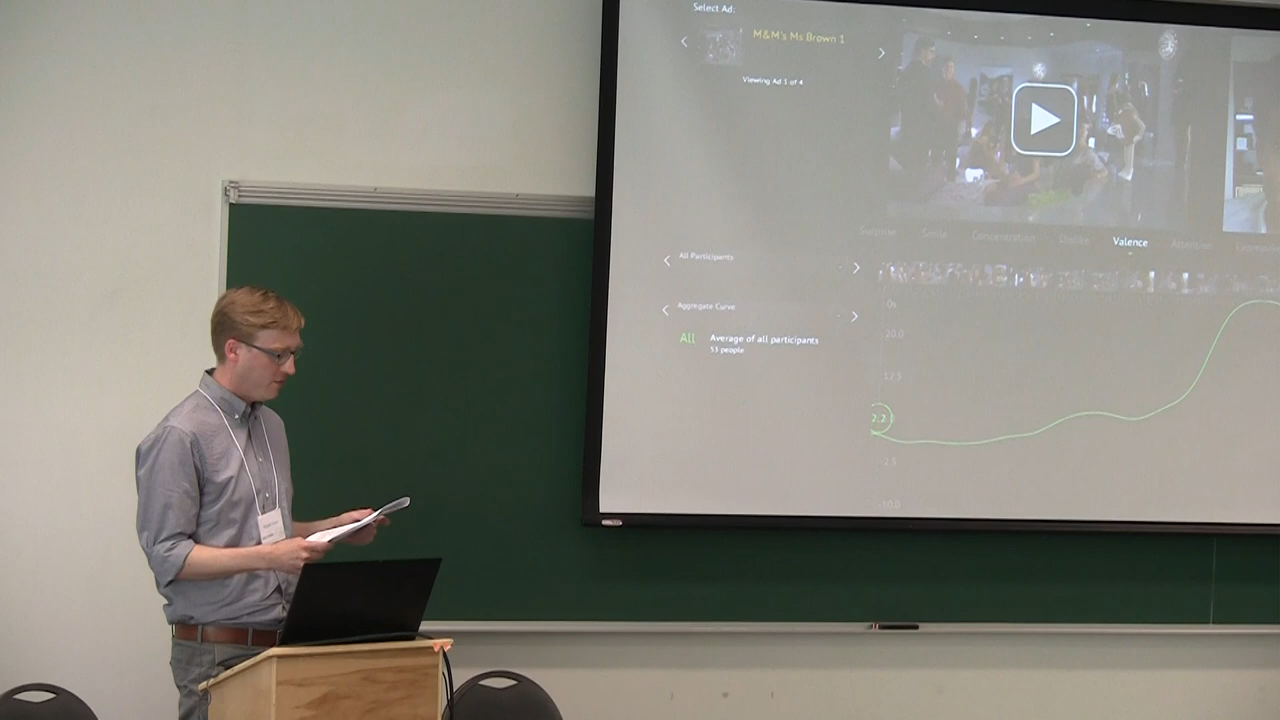 Select Ad:
M&M's Ms Brown 1
Viewing Ad 1 of 4
Surprise Smile Concentration Dislike Valence Attention
All Participants
Aggregate Curve
All Average of all participants
53 people
0s
20.0
12.5
2.2
-2.5
-10.0